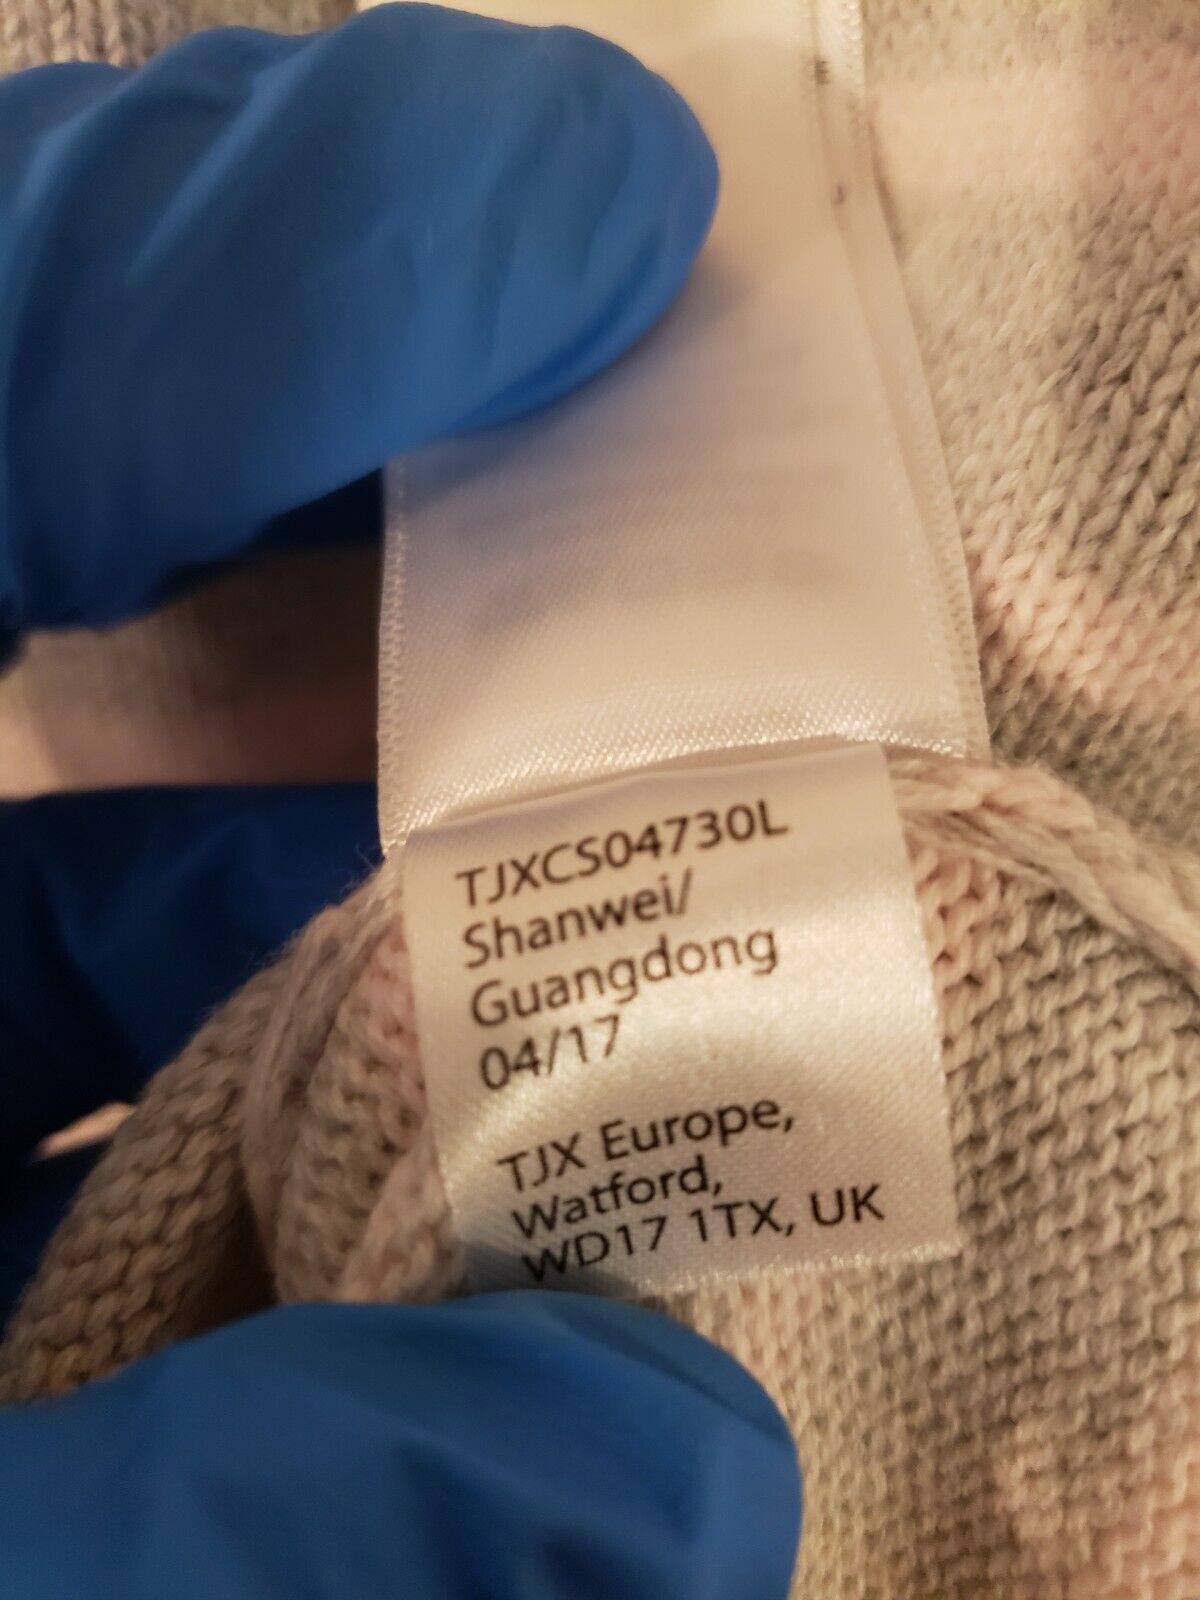 TJXCS04730L
Shanwei/
Guangdong
04/17
TJX Europe,
Watford,
WD17 1TX, UK